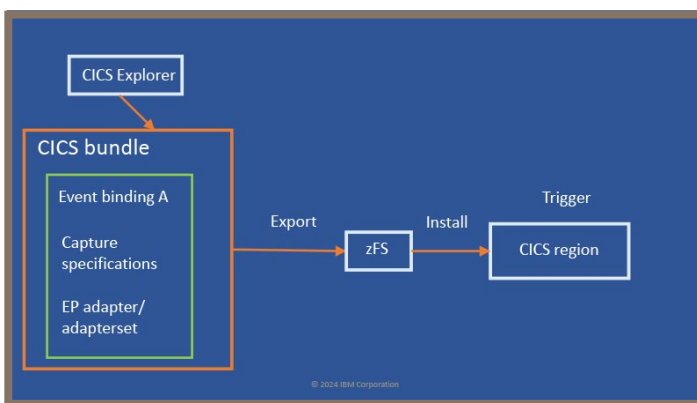 CICS Explorer
CICS bundle
Event binding A
Capture
specifications
EP adapter/
adapterset
Export
zFS
Install
Trigger
CICS region
© 2024 IBM Corporation